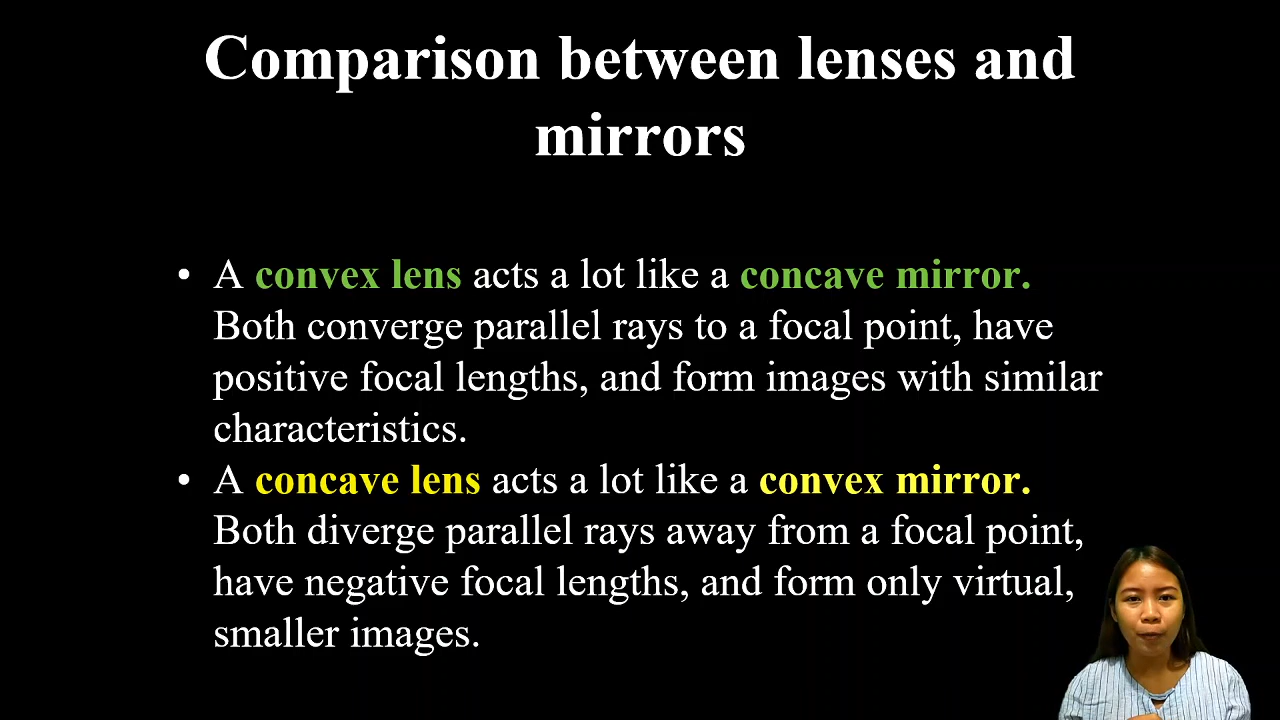 Comparison between lenses and
mirrors
• A convex lens acts a lot like a concave mirror.
Both converge parallel rays to a focal point, have
positive focal lengths, and form images with similar
characteristics.
• A concave lens acts a lot like a convex mirror.
Both diverge parallel rays away from a focal point,
have negative focal lengths, and form only virtual,
smaller images.